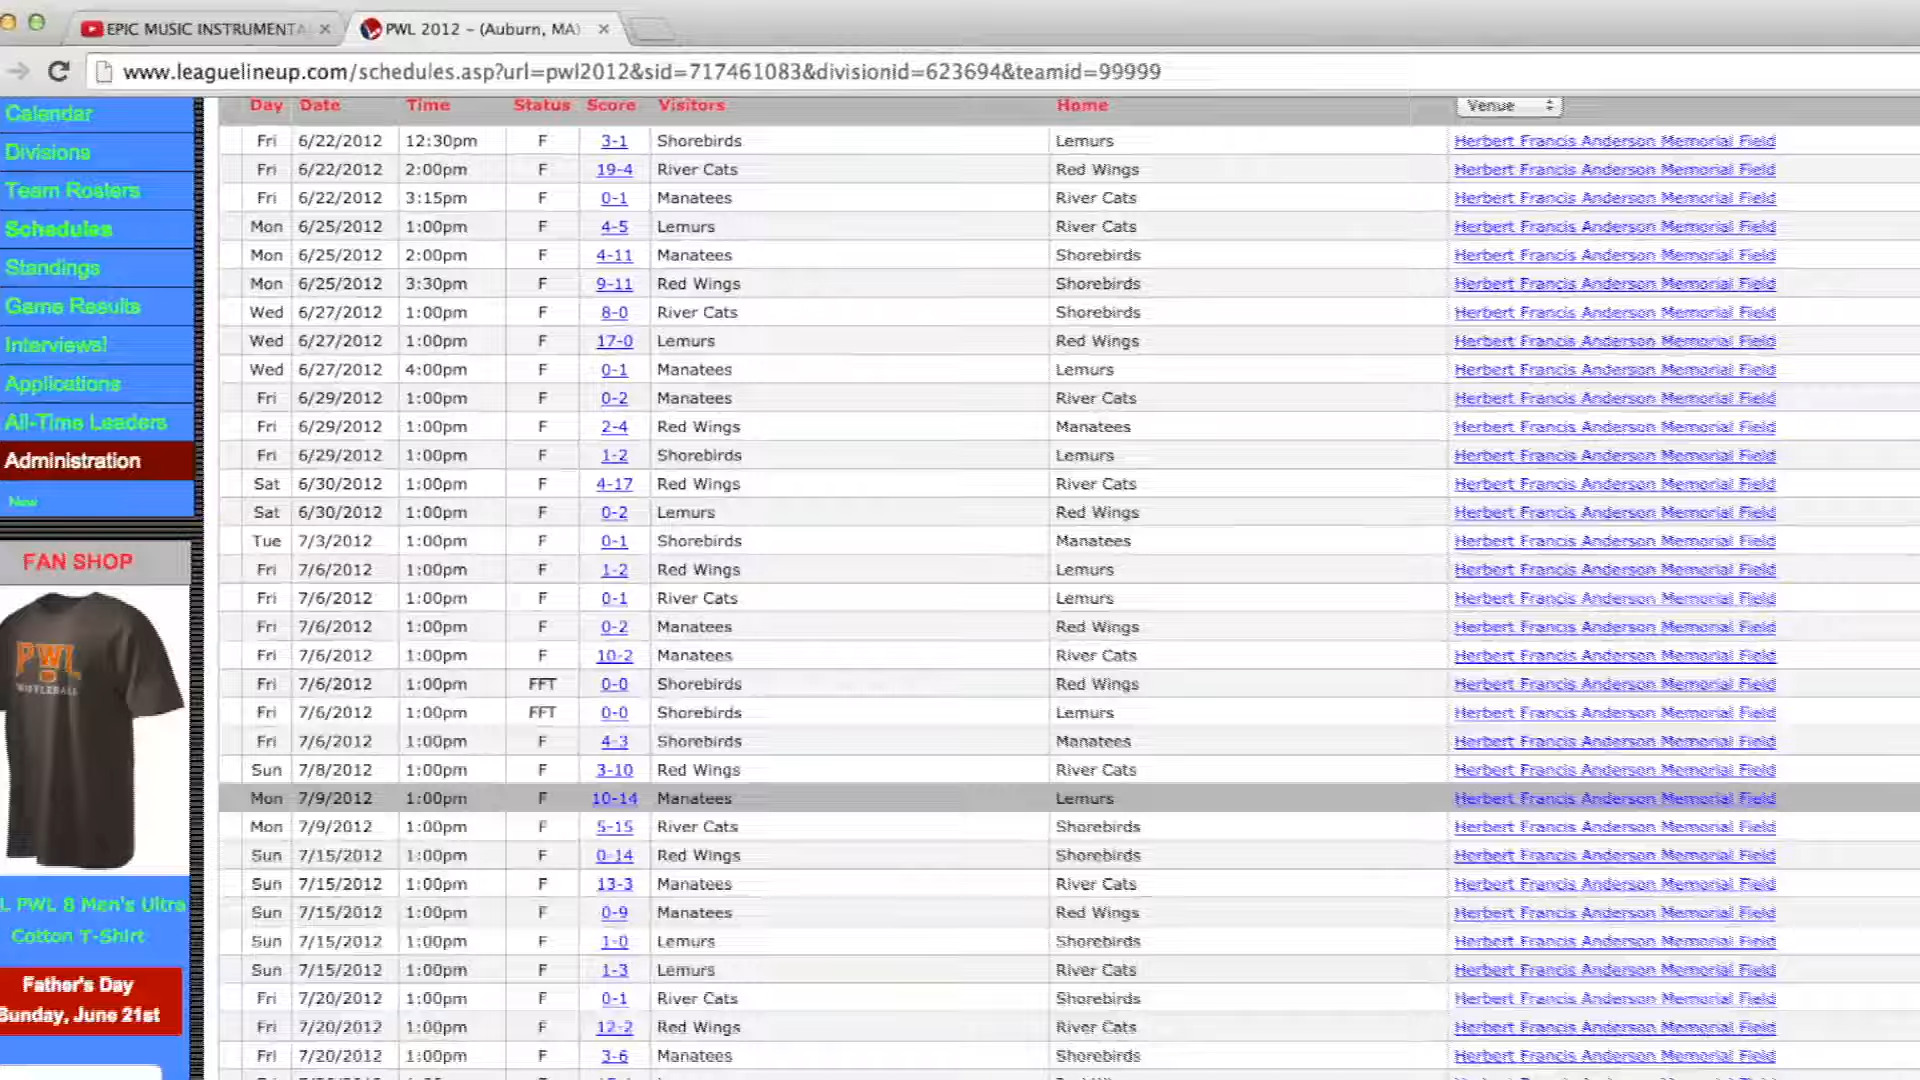 EPIC MUSIC INSTRUMENTA
PWL 2012 - (Auburn, MA)
www.leaguelineup.com/schedules.asp?url=pwl2012&sid=717461083&divisionid=623694&teamid=99999
Calendar
Divisions
Team Rosters
Schedules
Standings
Game Results
Interviews!
Applications
All-Time Leaders
Administration
New
FAN SHOP
PWL
WIFFLEBALL
L PWL 8 Men's Ultra
Cotton T-Shirt
Father's Day
Sunday, June 21st
Day Date Time Status Score Visitors Home Venue
Fri 6/22/2012 12:30pm F 3-1 Shorebirds Lemurs Herbert Francis Anderson Memorial Field
Fri 6/22/2012 2:00pm F 19-4 River Cats Red Wings Herbert Francis Anderson Memorial Field
Fri 6/22/2012 3:15pm F 0-1 Manatees River Cats Herbert Francis Anderson Memorial Field
Mon 6/25/2012 1:00pm F 4-5 Lemurs River Cats Herbert Francis Anderson Memorial Field
Mon 6/25/2012 2:00pm F 4-11 Manatees Shorebirds Herbert Francis Anderson Memorial Field
Mon 6/25/2012 3:30pm F 9-11 Red Wings Shorebirds Herbert Francis Anderson Memorial Field
Wed 6/27/2012 1:00pm F 8-0 River Cats Shorebirds Herbert Francis Anderson Memorial Field
Wed 6/27/2012 1:00pm F 17-0 Lemurs Red Wings Herbert Francis Anderson Memorial Field
Wed 6/27/2012 4:00pm F 0-1 Manatees Lemurs Herbert Francis Anderson Memorial Field
Fri 6/29/2012 1:00pm F 0-2 Manatees River Cats Herbert Francis Anderson Memorial Field
Fri 6/29/2012 1:00pm F 2-4 Red Wings Manatees Herbert Francis Anderson Memorial Field
Fri 6/29/2012 1:00pm F 1-2 Shorebirds Lemurs Herbert Francis Anderson Memorial Field
Sat 6/30/2012 1:00pm F 4-17 Red Wings River Cats Herbert Francis Anderson Memorial Field
Sat 6/30/2012 1:00pm F 0-2 Lemurs Red Wings Herbert Francis Anderson Memorial Field
Tue 7/3/2012 1:00pm F 0-1 Shorebirds Manatees Herbert Francis Anderson Memorial Field
Fri 7/6/2012 1:00pm F 1-2 Red Wings Lemurs Herbert Francis Anderson Memorial Field
Fri 7/6/2012 1:00pm F 0-1 River Cats Lemurs Herbert Francis Anderson Memorial Field
Fri 7/6/2012 1:00pm F 0-2 Manatees Red Wings Herbert Francis Anderson Memorial Field
Fri 7/6/2012 1:00pm F 10-2 Manatees River Cats Herbert Francis Anderson Memorial Field
Fri 7/6/2012 1:00pm FFT 0-0 Shorebirds Red Wings Herbert Francis Anderson Memorial Field
Fri 7/6/2012 1:00pm FFT 0-0 Shorebirds Lemurs Herbert Francis Anderson Memorial Field
Fri 7/6/2012 1:00pm F 4-3 Shorebirds Manatees Herbert Francis Anderson Memorial Field
Sun 7/8/2012 1:00pm F 3-10 Red Wings River Cats Herbert Francis Anderson Memorial Field
Mon 7/9/2012 1:00pm F 10-14 Manatees Lemurs Herbert Francis Anderson Memorial Field
Mon 7/9/2012 1:00pm F 5-15 River Cats Shorebirds Herbert Francis Anderson Memorial Field
Sun 7/15/2012 1:00pm F 0-14 Red Wings Shorebirds Herbert Francis Anderson Memorial Field
Sun 7/15/2012 1:00pm F 13-3 Manatees River Cats Herbert Francis Anderson Memorial Field
Sun 7/15/2012 1:00pm F 0-9 Manatees Red Wings Herbert Francis Anderson Memorial Field
Sun 7/15/2012 1:00pm F 1-0 Lemurs Shorebirds Herbert Francis Anderson Memorial Field
Sun 7/15/2012 1:00pm F 1-3 Lemurs River Cats Herbert Francis Anderson Memorial Field
Fri 7/20/2012 1:00pm F 0-1 River Cats Shorebirds Herbert Francis Anderson Memorial Field
Fri 7/20/2012 1:00pm F 12-2 Red Wings River Cats Herbert Francis Anderson Memorial Field
Fri 7/20/2012 1:00pm F 3-6 Manatees Shorebirds Herbert Francis Anderson Memorial Field